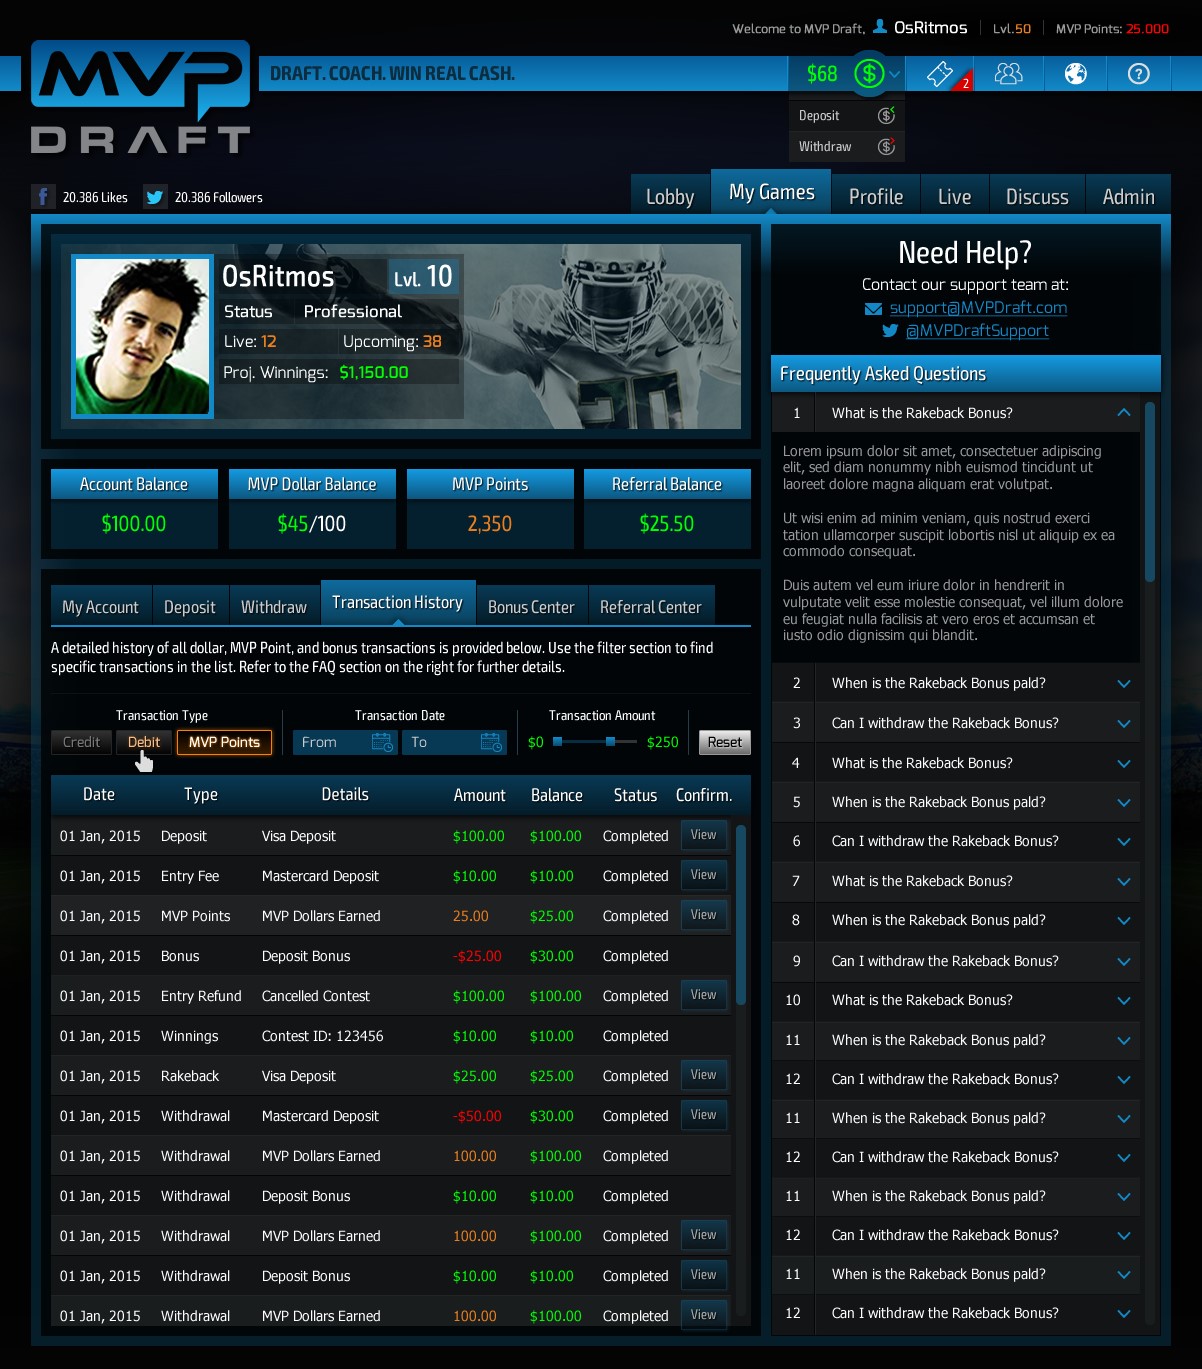 Welcome to MVP Draft, OsRitmos Lvl.50 MVP Points: 25.000
MVP
DRAFT
DRAFT. COACH. WIN REAL CASH.
$68 $ 2 ?
Deposit
Withdraw
20.386 Likes 20.386 Followers
Lobby My Games Profile Live Discuss Admin
OsRitmos Lvl. 10
Status Professional
Live: 12 Upcoming: 38
Proj. Winnings: $1,150.00
Account Balance MVP Dollar Balance MVP Points Referral Balance
$100.00 $45/100 2,350 $25.50
My Account Deposit Withdraw Transaction History Bonus Center Referral Center
A detailed history of all dollar, MVP Point, and bonus transactions is provided below. Use the filter section to find
specific transactions in the list. Refer to the FAQ section on the right for further details.
Transaction Type Transaction Date Transaction Amount
Credit Debit MVP Points From To $0 $250 Reset
Date Type Details Amount Balance Status Confirm.
01 Jan, 2015 Deposit Visa Deposit $100.00 $100.00 Completed View
01 Jan, 2015 Entry Fee Mastercard Deposit $10.00 $10.00 Completed View
01 Jan, 2015 MVP Points MVP Dollars Earned 25.00 $25.00 Completed View
01 Jan, 2015 Bonus Deposit Bonus -$25.00 $30.00 Completed
01 Jan, 2015 Entry Refund Cancelled Contest $100.00 $100.00 Completed View
01 Jan, 2015 Winnings Contest ID: 123456 $10.00 $10.00 Completed
01 Jan, 2015 Rakeback Visa Deposit $25.00 $25.00 Completed View
01 Jan, 2015 Withdrawal Mastercard Deposit -$50.00 $30.00 Completed View
01 Jan, 2015 Withdrawal MVP Dollars Earned 100.00 $100.00 Completed
01 Jan, 2015 Withdrawal Deposit Bonus $10.00 $10.00 Completed
01 Jan, 2015 Withdrawal MVP Dollars Earned 100.00 $100.00 Completed View
01 Jan, 2015 Withdrawal Deposit Bonus $10.00 $10.00 Completed View
01 Jan, 2015 Withdrawal MVP Dollars Earned 100.00 $100.00 Completed View
Need Help?
Contact our support team at:
support@MVPDraft.com
@MVPDraftSupport
Frequently Asked Questions
1 What is the Rakeback Bonus?
Lorem ipsum dolor sit amet, consectetuer adipiscing
elit, sed diam nonummy nibh euismod tincidunt ut
laoreet dolore magna aliquam erat volutpat.
Ut wisi enim ad minim veniam, quis nostrud exerci
tation ullamcorper suscipit lobortis nisl ut aliquip ex ea
commodo consequat.
Duis autem vel eum iriure dolor in hendrerit in
vulputate velit esse molestie consequat, vel illum dolore
eu feugiat nulla facilisis at vero eros et accumsan et
iusto odio dignissim qui blandit.
2 When is the Rakeback Bonus pald?
3 Can I withdraw the Rakeback Bonus?
4 What is the Rakeback Bonus?
5 When is the Rakeback Bonus pald?
6 Can I withdraw the Rakeback Bonus?
7 What is the Rakeback Bonus?
8 When is the Rakeback Bonus pald?
9 Can I withdraw the Rakeback Bonus?
10 What is the Rakeback Bonus?
11 When is the Rakeback Bonus pald?
12 Can I withdraw the Rakeback Bonus?
11 When is the Rakeback Bonus pald?
12 Can I withdraw the Rakeback Bonus?
11 When is the Rakeback Bonus pald?
12 Can I withdraw the Rakeback Bonus?
11 When is the Rakeback Bonus pald?
12 Can I withdraw the Rakeback Bonus?